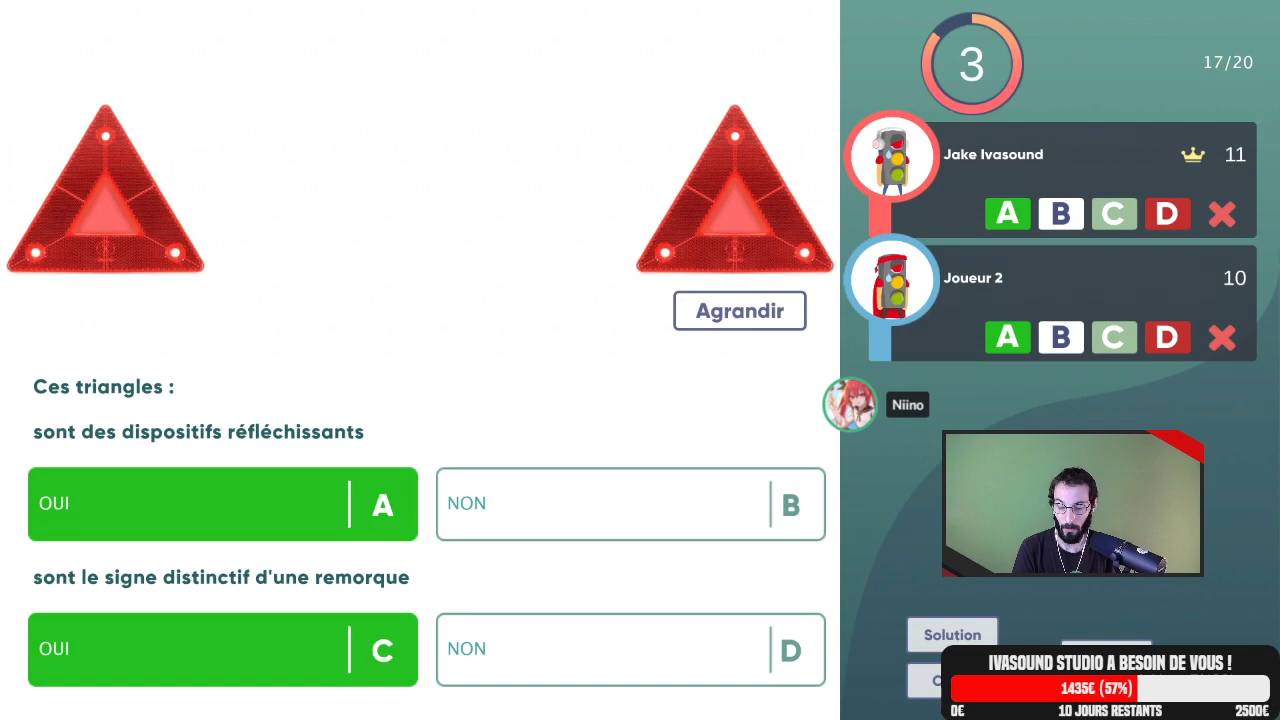 3
17/20
Jake Ivasound
11
A B C D
Joueur 2
10
A B C D
Agrandir
Niino
Ces triangles :
sont des dispositifs réfléchissants
OUI A
NON B
sont le signe distinctif d'une remorque
OUI C
NON D
Solution
IVASOUND STUDIO A BESOIN DE VOUS !
1435€ (57%)
0€ 10 JOURS RESTANTS 2500€